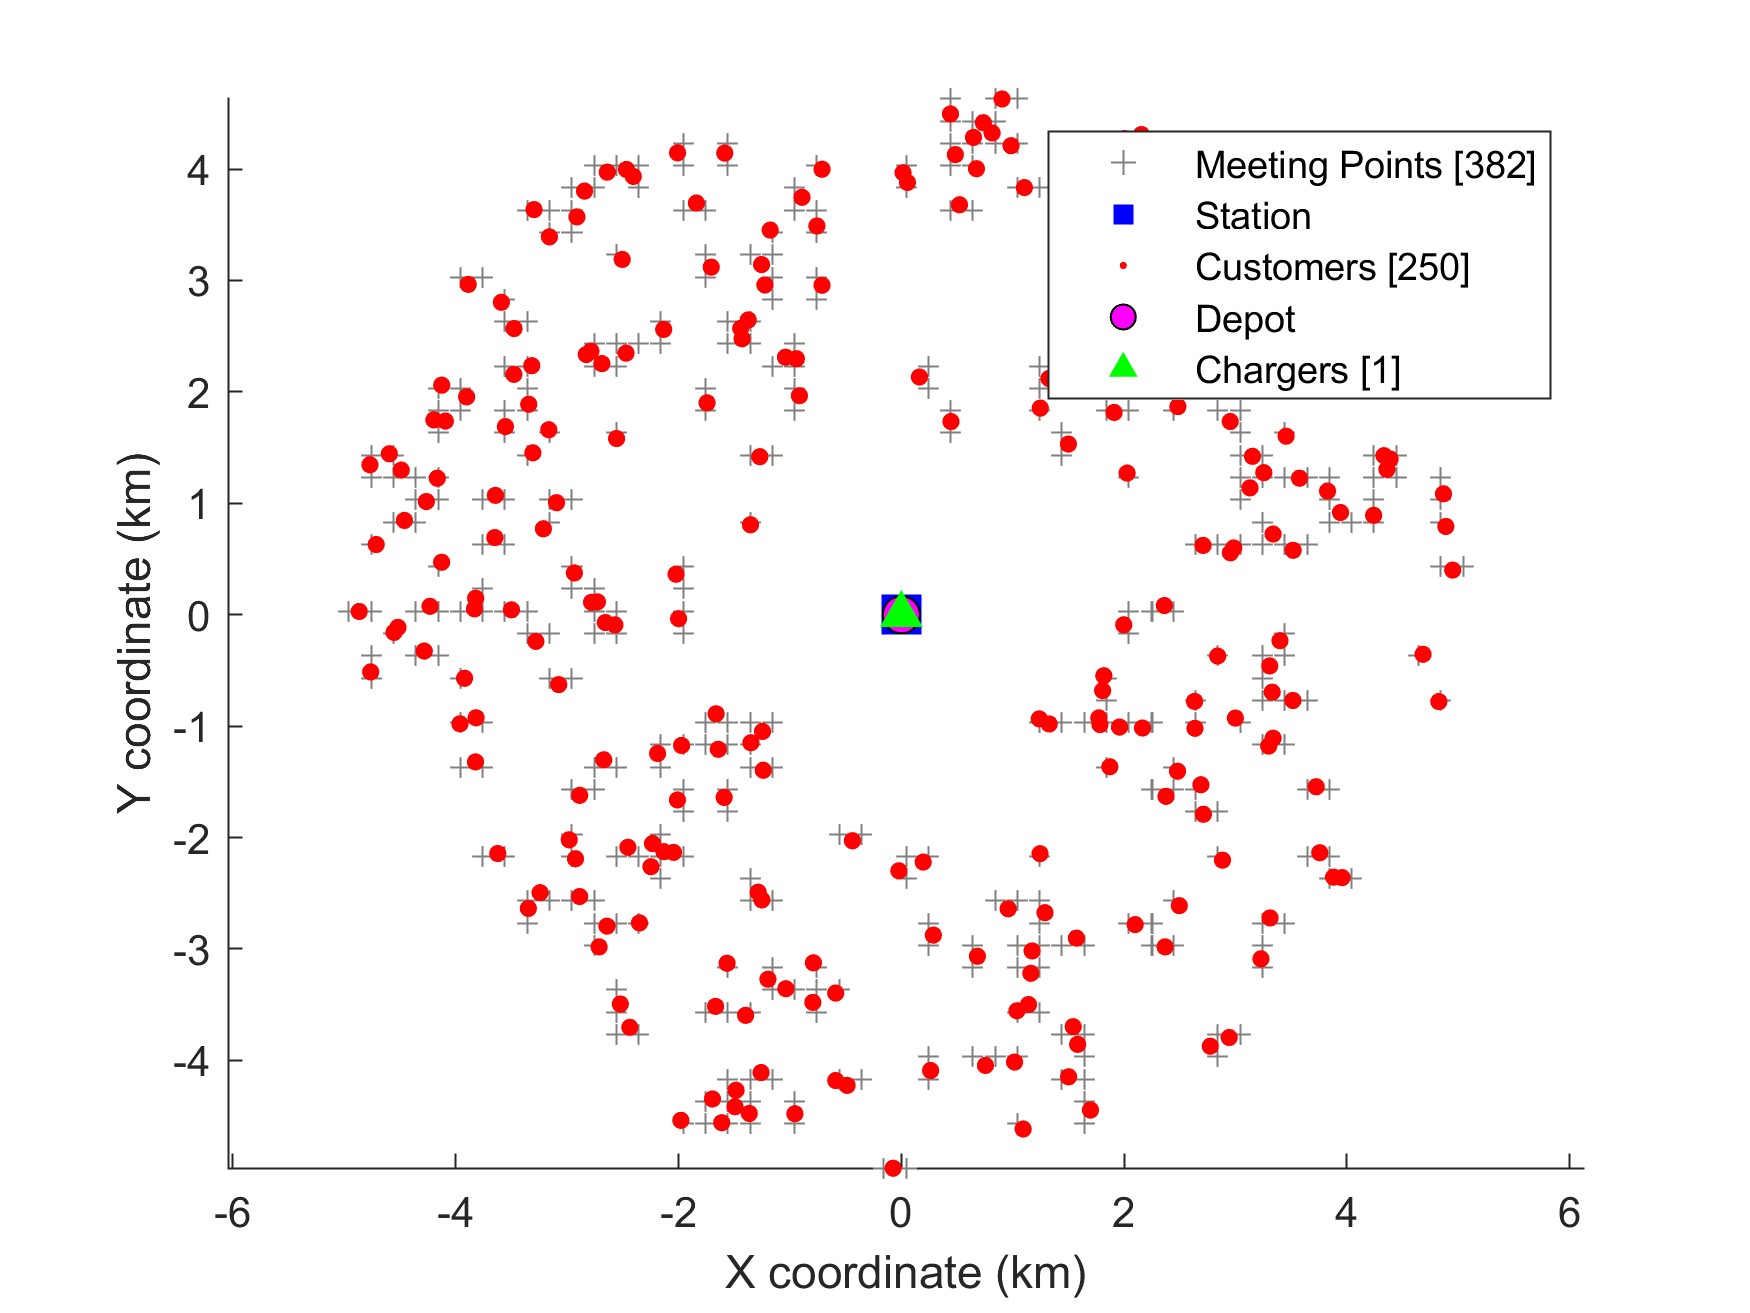 4
3
2
1
0
-1
-2
-3
-4
Y coordinate (km)
Meeting Points [382]
Station
Customers [250]
Depot
Chargers [1]
-6 -4 -2 0 2 4 6
X coordinate (km)